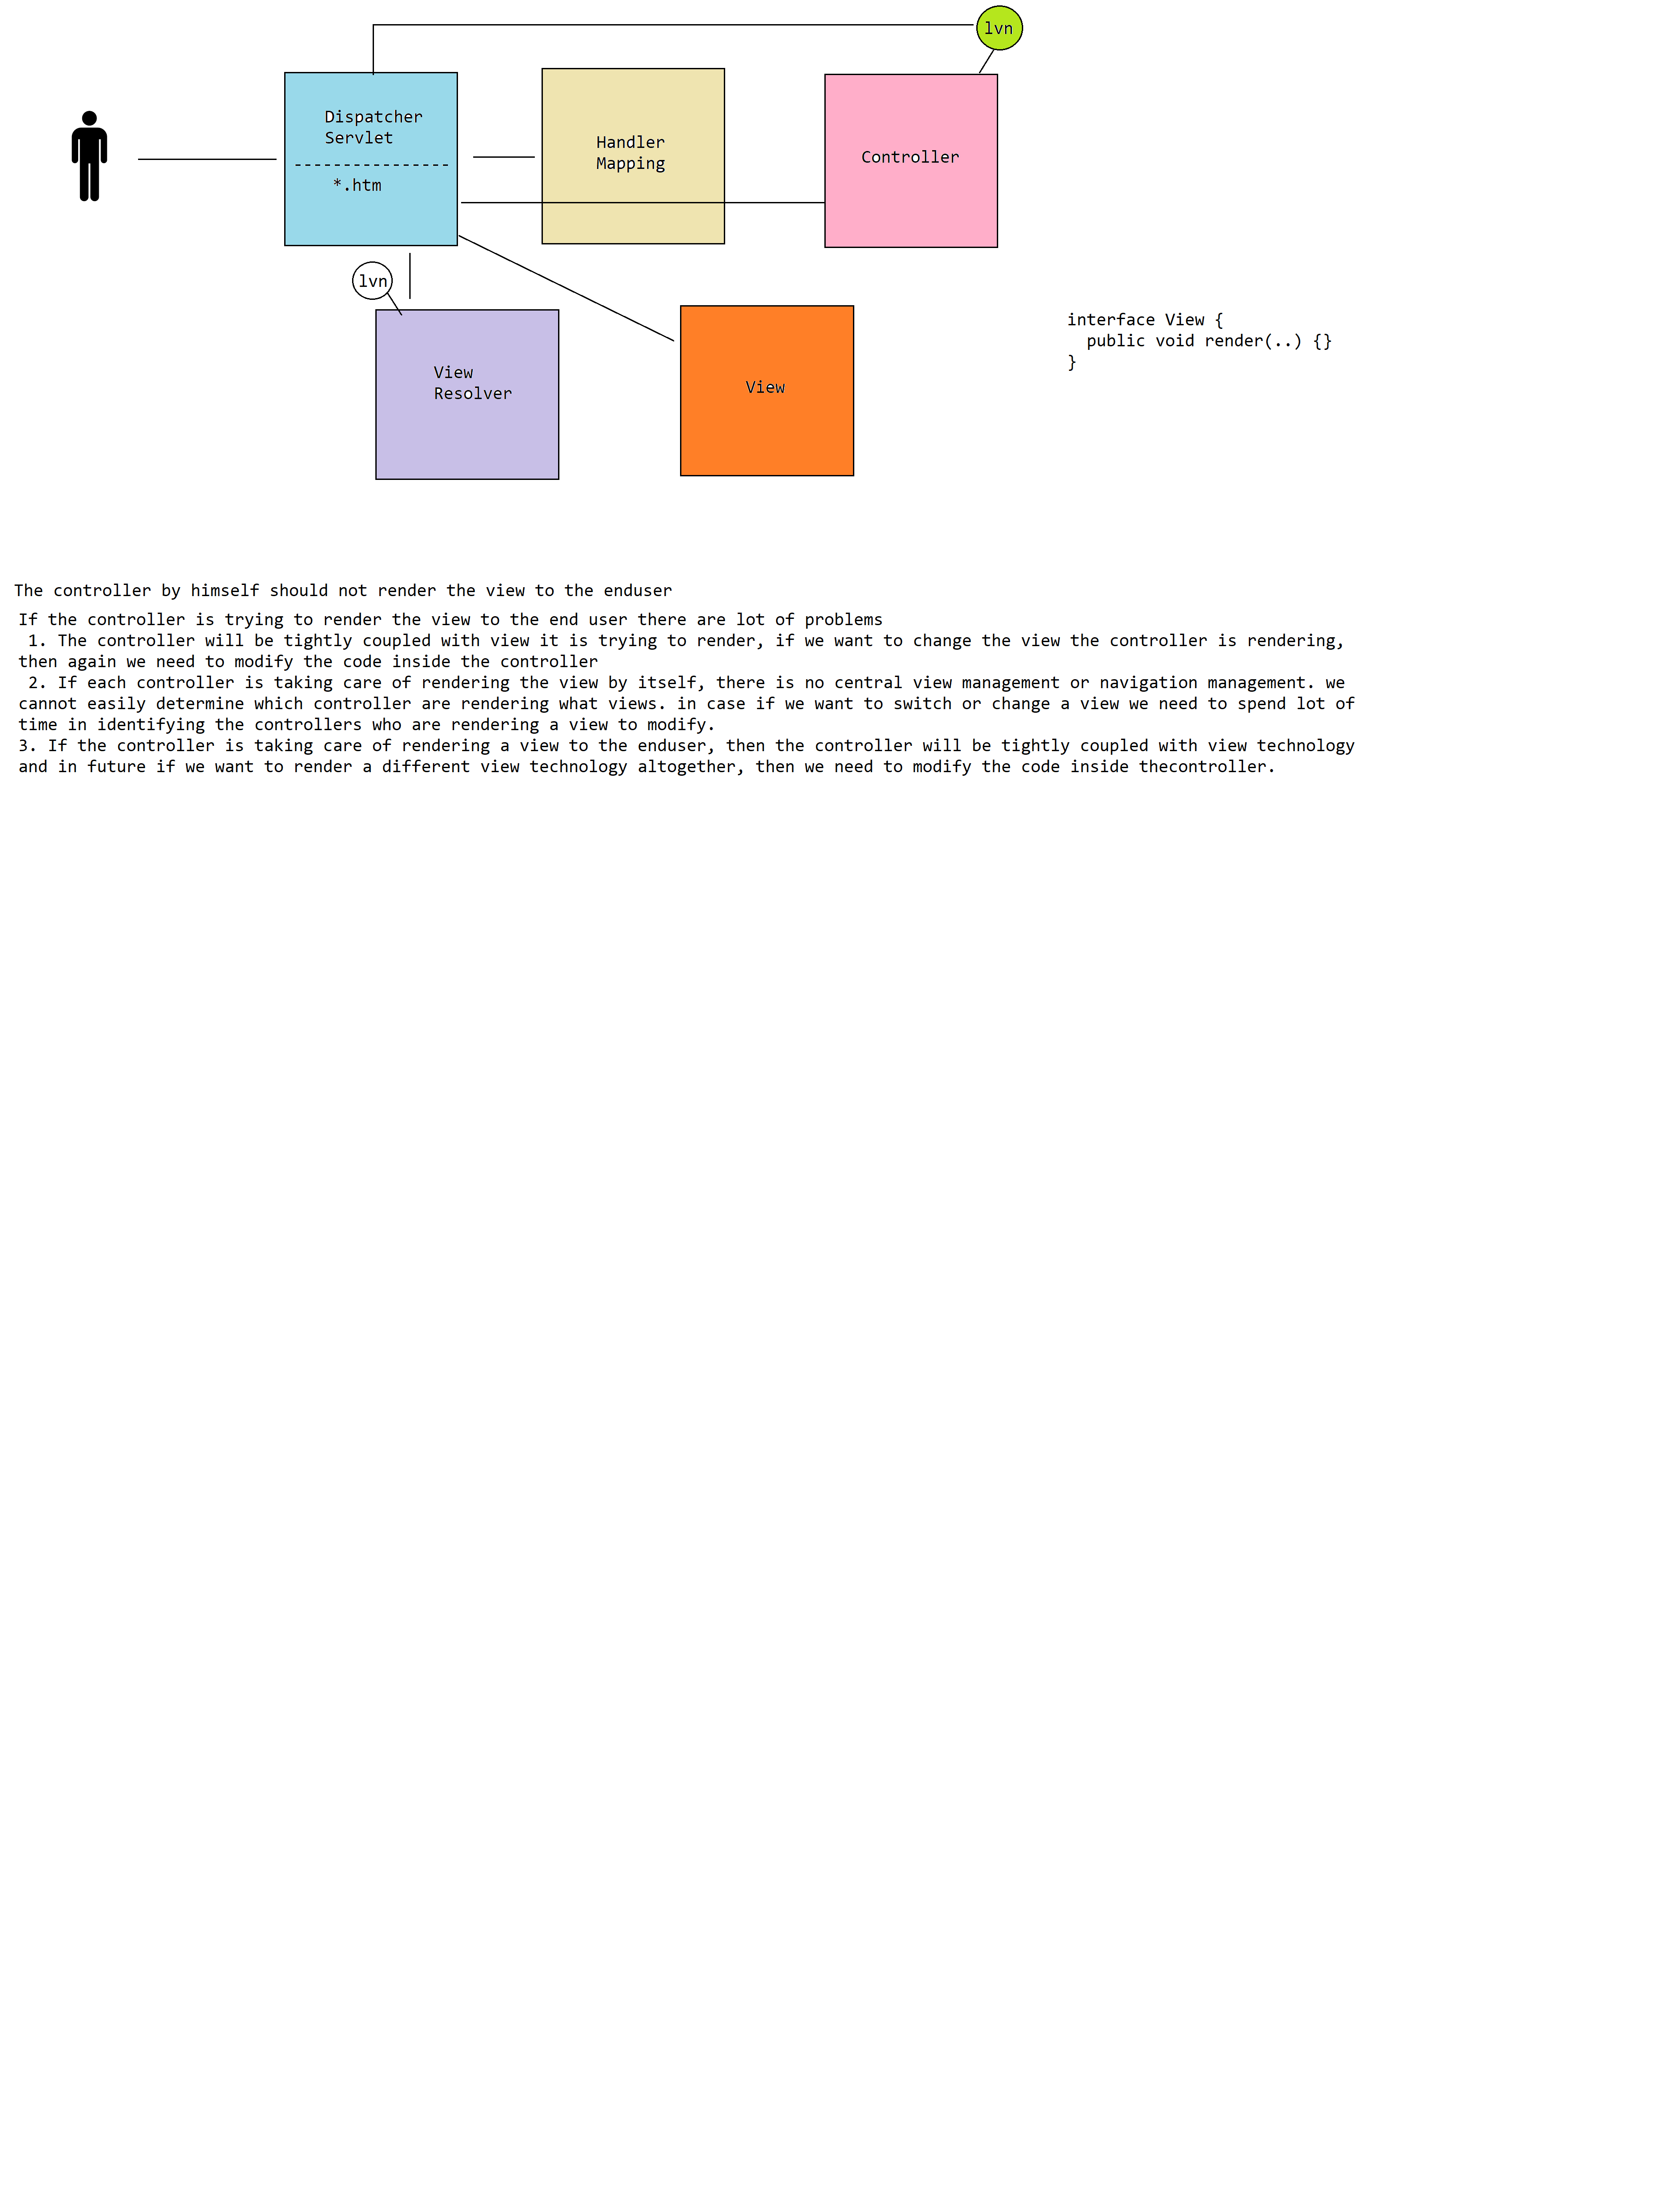 lvn
Dispatcher
Servlet
*.htm
Handler
Mapping
Controller
lvn
View
Resolver
View
interface View {
  public void render(..) {}
}
The controller by himself should not render the view to the enduser
If the controller is trying to render the view to the end user there are lot of problems
 1. The controller will be tightly coupled with view it is trying to render, if we want to change the view the controller is rendering,
then again we need to modify the code inside the controller
 2. If each controller is taking care of rendering the view by itself, there is no central view management or navigation management. we
cannot easily determine which controller are rendering what views. in case if we want to switch or change a view we need to spend lot of
time in identifying the controllers who are rendering a view to modify.
3. If the controller is taking care of rendering a view to the enduser, then the controller will be tightly coupled with view technology
and in future if we want to render a different view technology altogether, then we need to modify the code inside thecontroller.